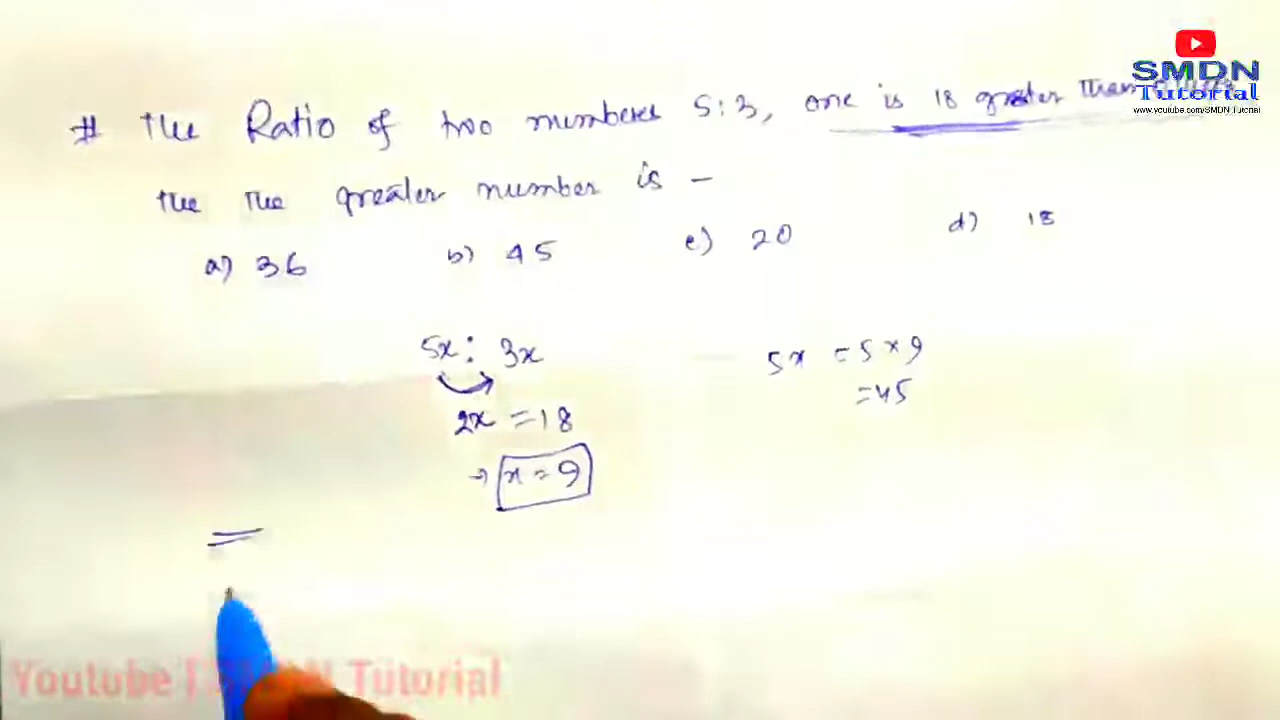 SMDN
Tutorial
# the Ratio of two numbers 5:3, one is 18 greater than
www.youtube.com/SMDN Tutorial
the the greater number is –
a) 36 b) 45 c) 20 d) 18
5x : 3x 5x = 5 × 9
= 45
2x = 18
→ x = 9
Youtube Tutorial